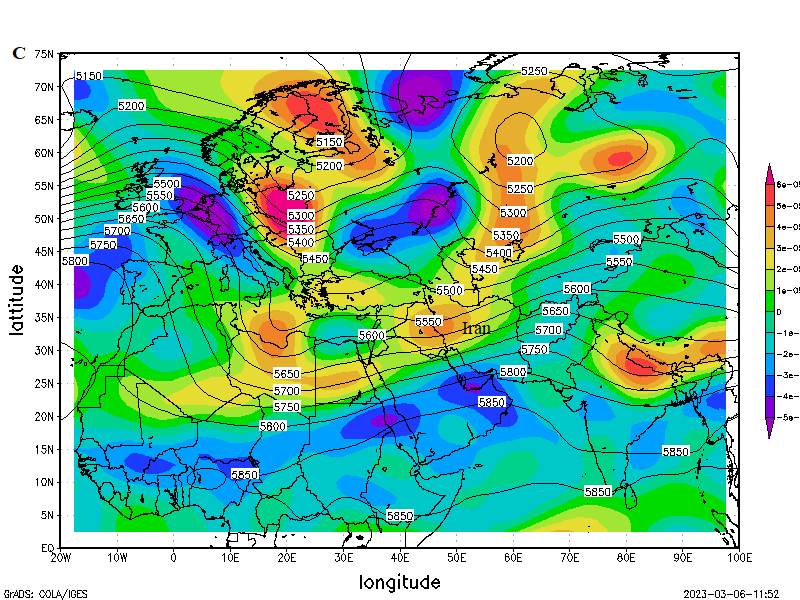 C
75N
70N
65N
60N
55N
50N
45N
40N
35N
30N
25N
20N
15N
10N
5N
EQ
lattitude
5150
5250
5200
5150
5200
5200
5500
5550
5600
5650
5700
5750
5800
5250
5300
5350
5400
5450
5250
5300
5350
5400
5450
5500
5500
5550
5600
5650
5700
5750
5800
5550
Iran
5600
5650
5700
5750
5800
5850
5850
5850
5850
5850
20W 10W 0 10E 20E 30E 40E 50E 60E 70E 80E 90E 100E
longitude
6e-05
5e-05
4e-05
3e-05
2e-05
1e-05
0
-1e-
-2e-
-3e-
-4e-
-5e-
GrADS: COLA/IGES
2023-03-06-11:52